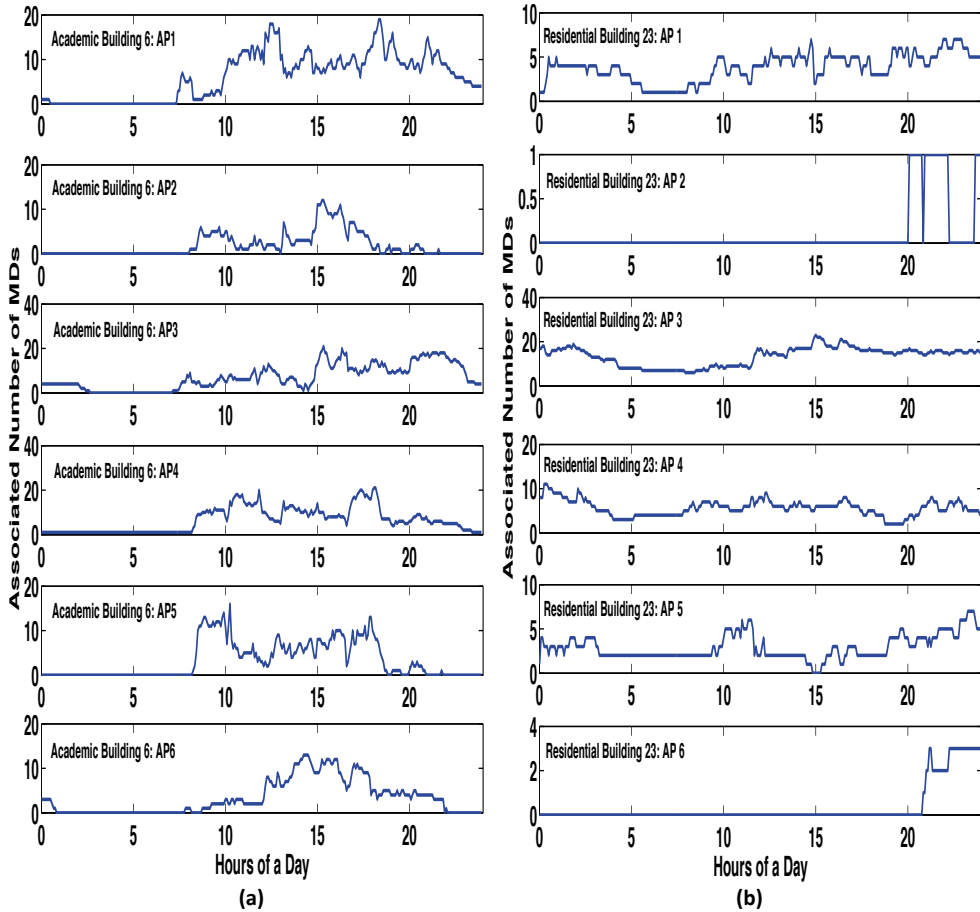 Associated Number of MDs
Academic Building 6: AP1
20
10
0
0 5 10 15 20
Academic Building 6: AP2
20
10
0
0 5 10 15 20
Academic Building 6: AP3
40
20
0
0 5 10 15 20
Academic Building 6: AP4
40
20
0
0 5 10 15 20
Academic Building 6: AP5
20
10
0
0 5 10 15 20
Academic Building 6: AP6
20
10
0
0 5 10 15 20
Hours of a Day
(a)
Associated Number of MDs
Residential Building 23: AP 1
10
5
0
0 5 10 15 20
Residential Building 23: AP 2
1
0.5
0
0 5 10 15 20
Residential Building 23: AP 3
40
20
0
0 5 10 15 20
Residential Building 23: AP 4
20
10
0
0 5 10 15 20
Residential Building 23: AP 5
10
5
0
0 5 10 15 20
Residential Building 23: AP 6
4
2
0
0 5 10 15 20
Hours of a Day
(b)